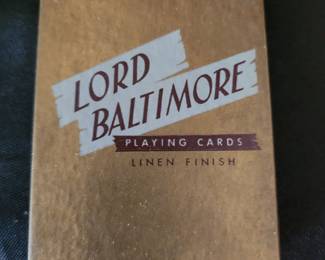 LORD
BALTIMORE
PLAYING CARDS
LINEN FINISH